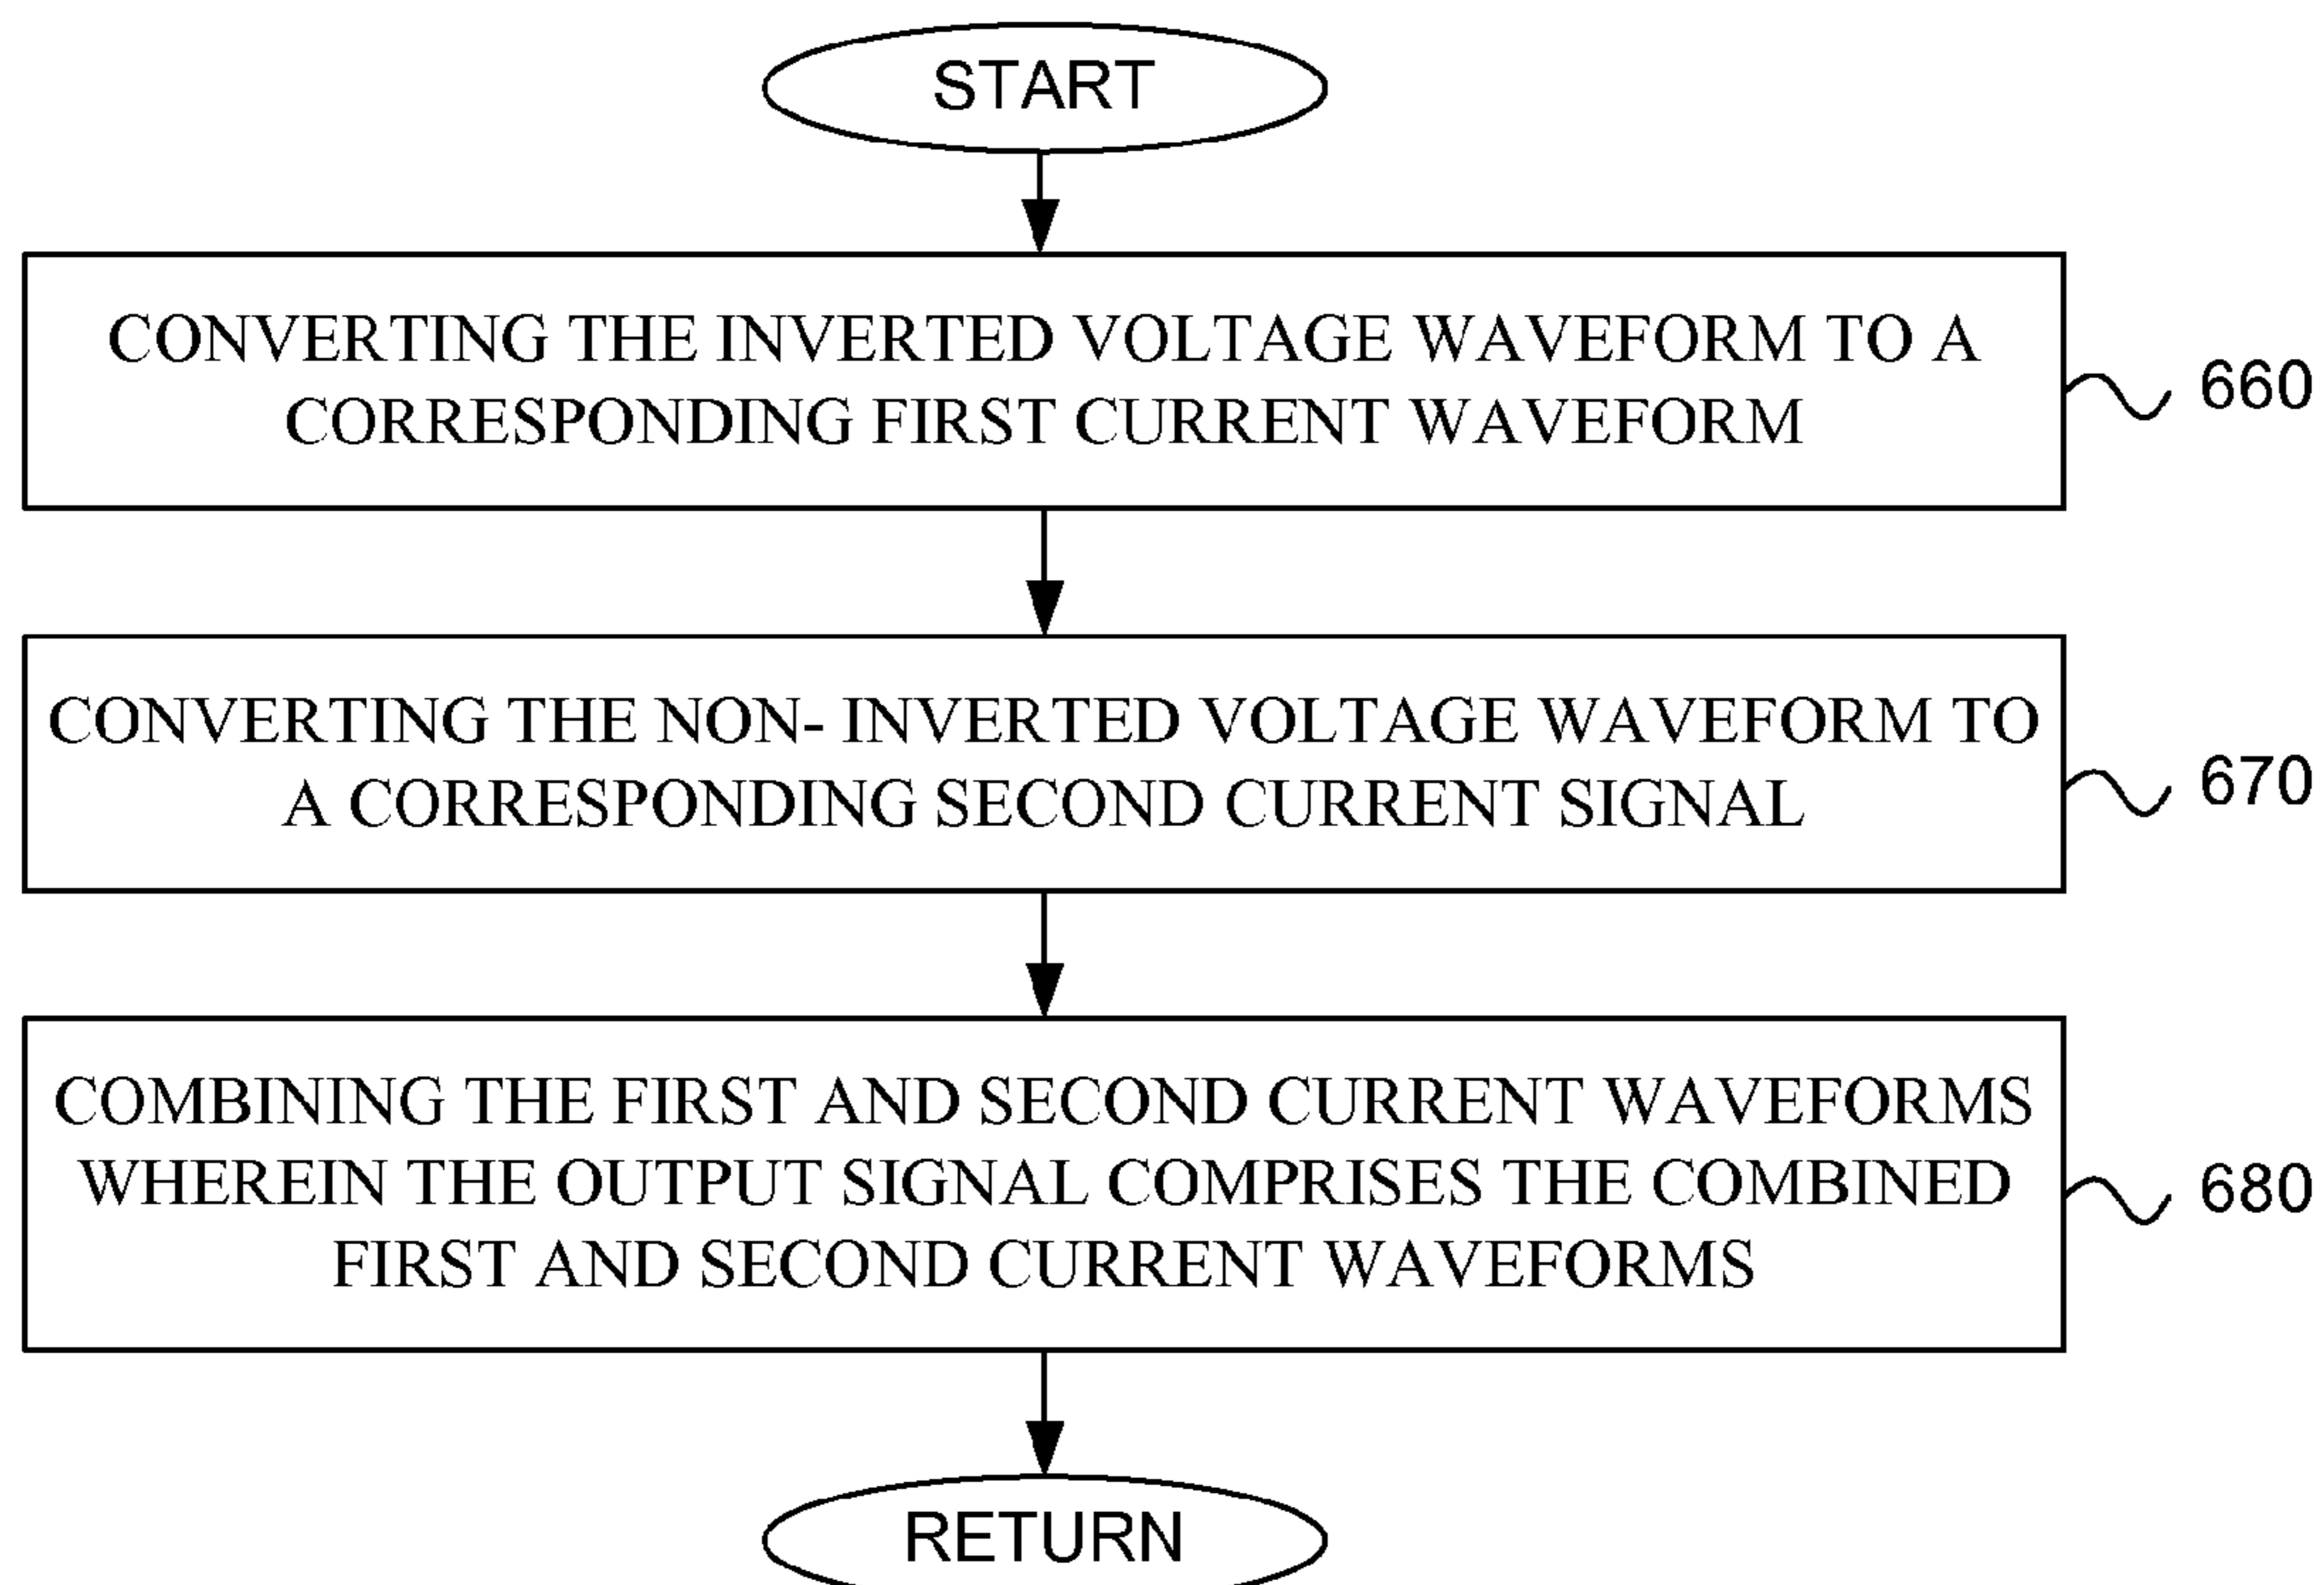 START
CONVERTING THE INVERTED VOLTAGE WAVEFORM TO A
CORRESPONDING FIRST CURRENT WAVEFORM
660
CONVERTING THE NON- INVERTED VOLTAGE WAVEFORM TO
A CORRESPONDING SECOND CURRENT SIGNAL
670
COMBINING THE FIRST AND SECOND CURRENT WAVEFORMS
WHEREIN THE OUTPUT SIGNAL COMPRISES THE COMBINED
FIRST AND SECOND CURRENT WAVEFORMS
680
RETURN